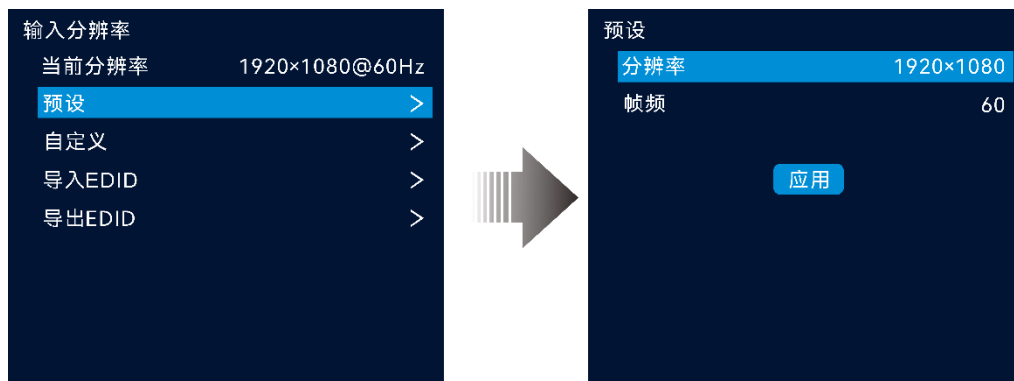 输入分辨率
当前分辨率 1920×1080@60Hz
预设 >
自定义 >
导入EDID >
导出EDID >
预设
分辨率 1920×1080
帧频 60
应用